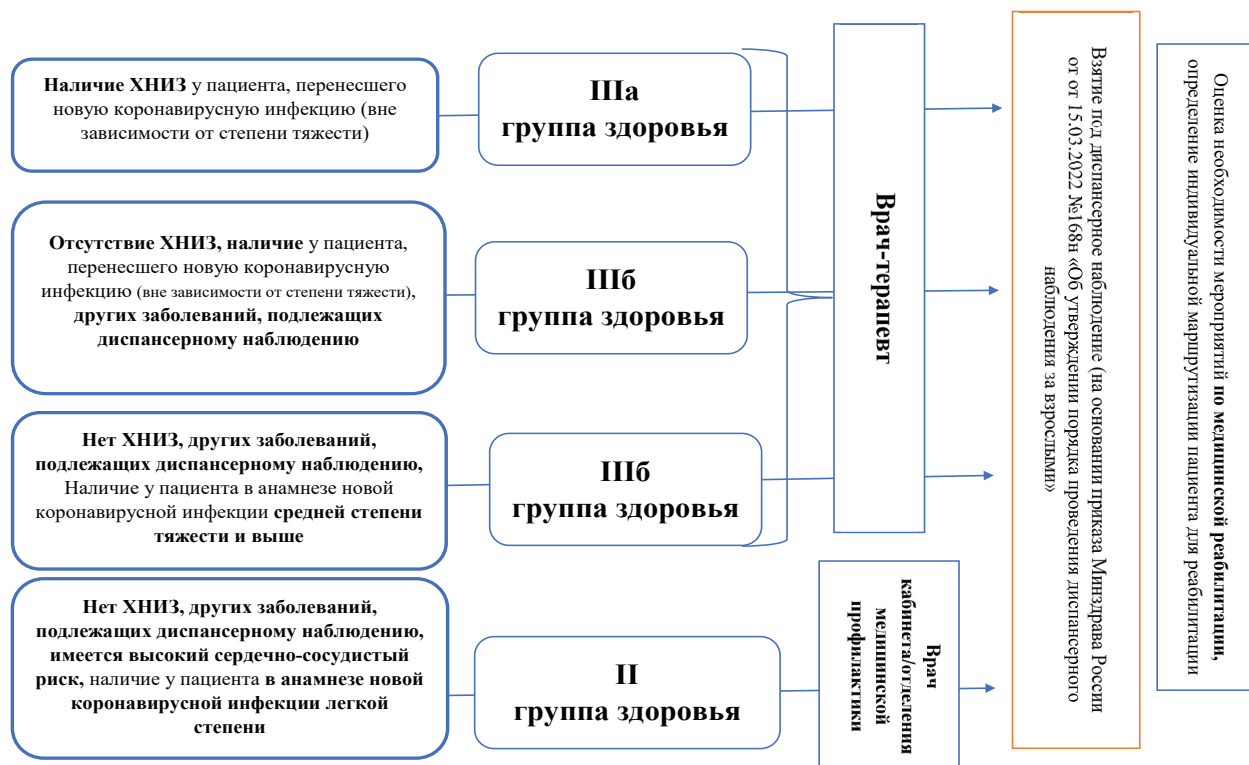 Наличие ХНИЗ у пациента, перенесшего
новую коронавирусную инфекцию (вне
зависимости от степени тяжести)
IIIа
группа здоровья
Отсутствие ХНИЗ, наличие у пациента,
перенесшего новую коронавирусную
инфекцию (вне зависимости от степени тяжести),
других заболеваний, подлежащих
диспансерному наблюдению
IIIб
группа здоровья
Нет ХНИЗ, других заболеваний,
подлежащих диспансерному наблюдению,
Наличие у пациента в анамнезе новой
коронавирусной инфекции средней степени
тяжести и выше
IIIб
группа здоровья
Нет ХНИЗ, других заболеваний,
подлежащих диспансерному наблюдению,
имеется высокий сердечно-сосудистый
риск, наличие у пациента в анамнезе новой
коронавирусной инфекции легкой
степени
II
группа здоровья
Врач-терапевт
Врач
кабинета/отделения
медицинской
профилактики
Взятие под диспансерное наблюдение (на основании приказа Минздрава России
от от 15.03.2022 №168н «Об утверждении порядка проведения диспансерного
наблюдения за взрослыми»
Оценка необходимости мероприятий по медицинской реабилитации,
определение индивидуальной маршрутизации пациента для реабилитации